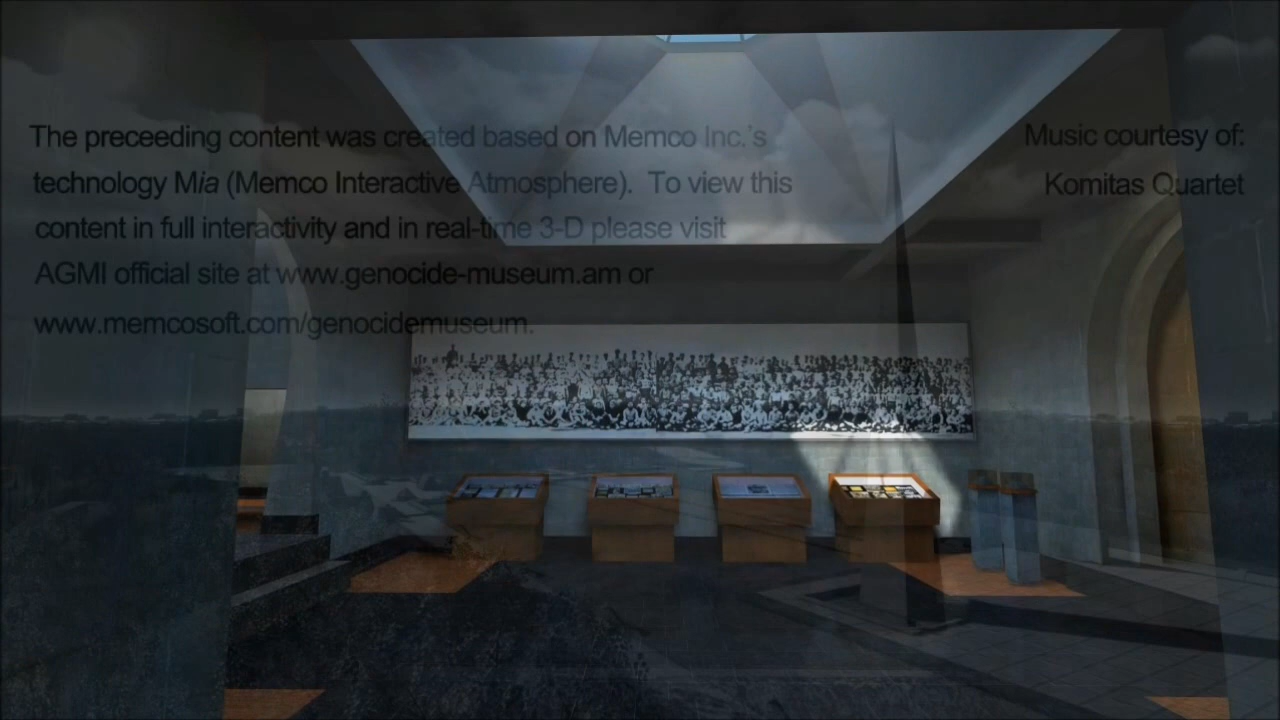 The preceeding content was created based on Memco Inc.'s
technology Mia (Memco Interactive Atmosphere).  To view this
content in full interactivity and in real-time 3-D please visit
AGMI official site at www.genocide-museum.am or
www.memcosoft.com/genocidemuseum.
Music courtesy of:
Komitas Quartet